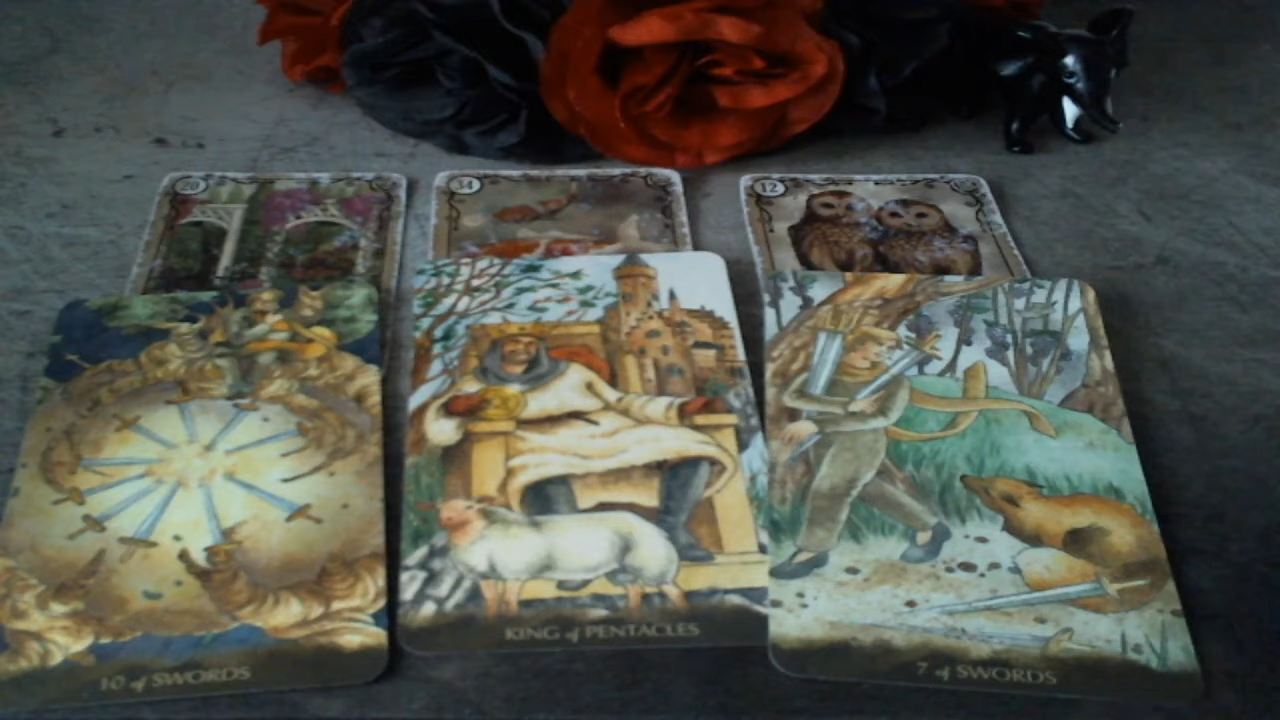 20
34
12
10 of SWORDS
KING of PENTACLES
7 of SWORDS